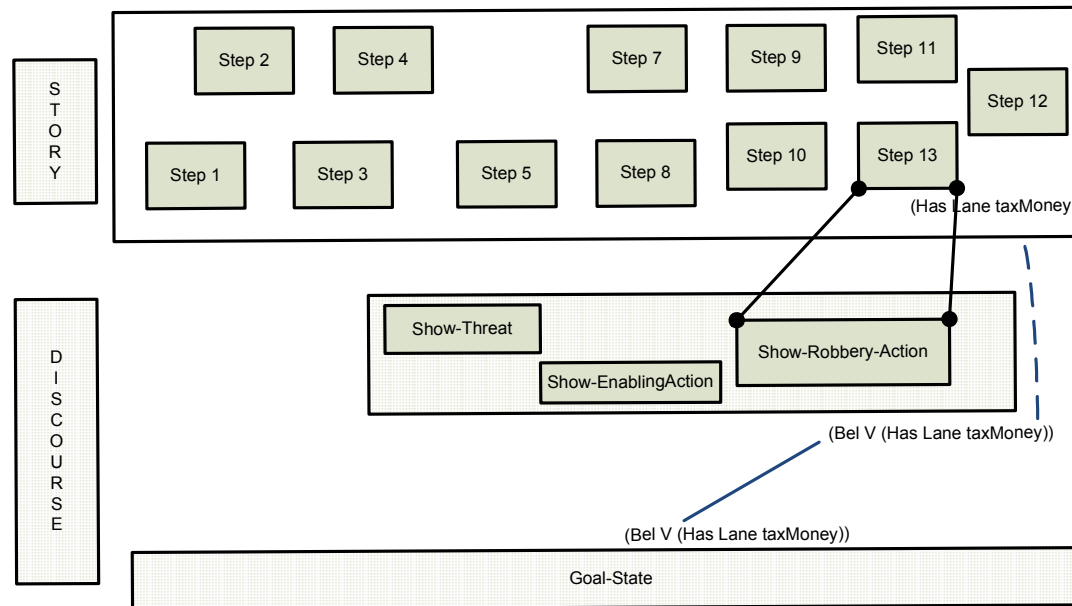 STORY
Step 2
Step 4
Step 7
Step 9
Step 11
Step 12
Step 1
Step 3
Step 5
Step 8
Step 10
Step 13
(Has Lane taxMoney
DISCOURSE
Show-Threat
Show-EnablingAction
Show-Robbery-Action
(Bel V (Has Lane taxMoney))
(Bel V (Has Lane taxMoney))
Goal-State